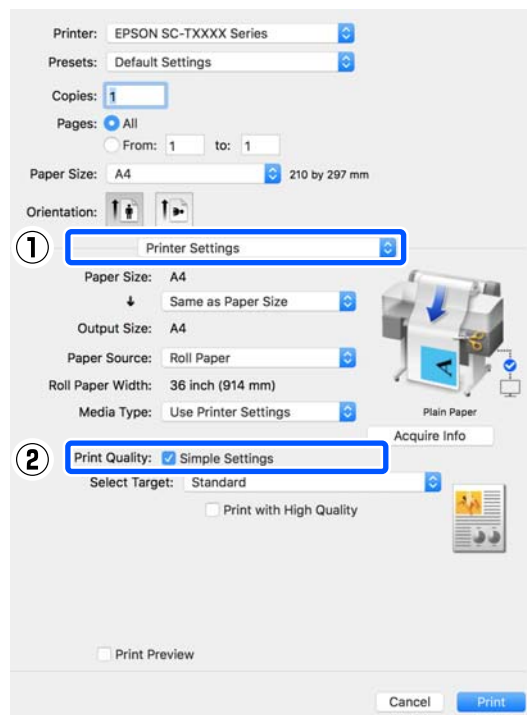 Printer: EPSON SC-TXXXX Series
Presets: Default Settings
Copies: 1
Pages: All
From: 1 to: 1
Paper Size: A4 210 by 297 mm
Orientation:
1 Printer Settings
Paper Size: A4
Same as Paper Size
Output Size: A4
Paper Source: Roll Paper
Roll Paper Width: 36 inch (914 mm)
Media Type: Use Printer Settings
Plain Paper
Acquire Info
2 Print Quality: Simple Settings
Select Target: Standard
Print with High Quality
Print Preview
Cancel Print